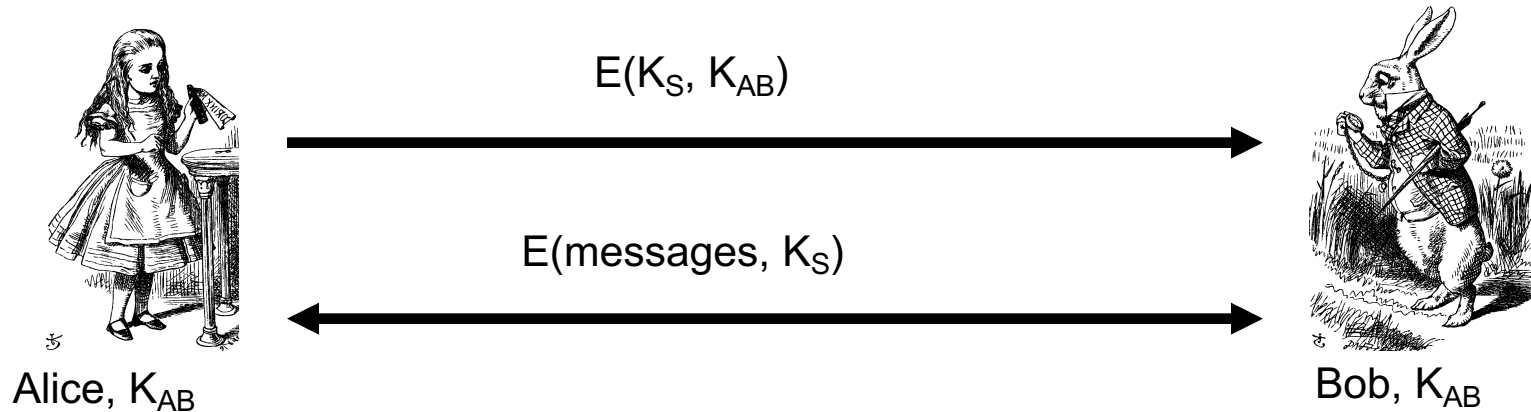 E(K_S, K_AB)
E(messages, K_S)
Alice, K_AB
Bob, K_AB